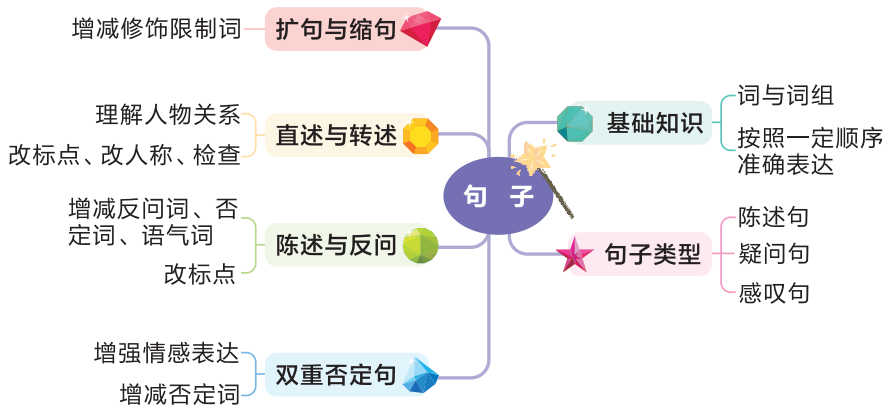 增减修饰限制词
扩句与缩句
理解人物关系
改标点、改人称、检查
直述与转述
增减反问词、否
定词、语气词
改标点
陈述与反问
增强情感表达
增减否定词
双重否定句
句 子
基础知识
词与词组
按照一定顺序
准确表达
句子类型
陈述句
疑问句
感叹句